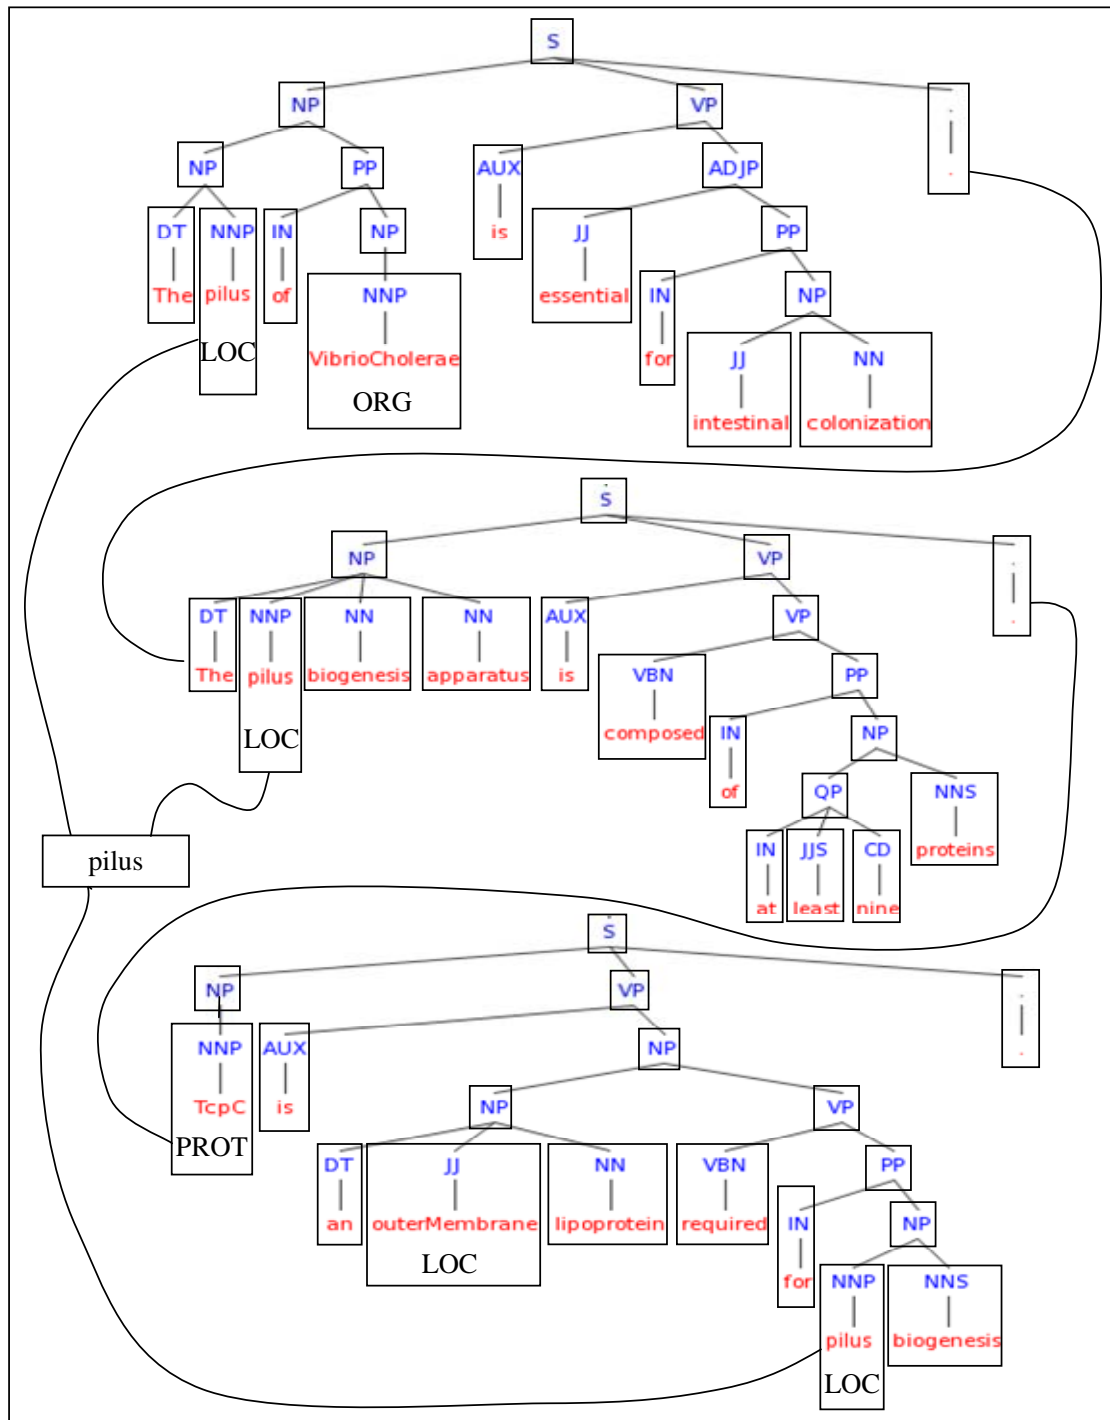 S
NP VP .
NP PP AUX ADJP .
DT NNP IN NP is JJ PP
The pilus of NNP essential IN NP
LOC VibrioCholerae for JJ NN
ORG intestinal colonization
S
NP VP .
DT NNP NN NN AUX VP .
The pilus biogenesis apparatus is VBN PP
LOC composed IN NP
of QP NNS
IN JJS CD proteins
at least nine
pilus
S
NP VP .
NNP AUX NP .
TcpC is NP VP
PROT DT JJ NN VBN PP
an outerMembrane lipoprotein required IN NP
LOC for NNP NNS
pilus biogenesis
LOC